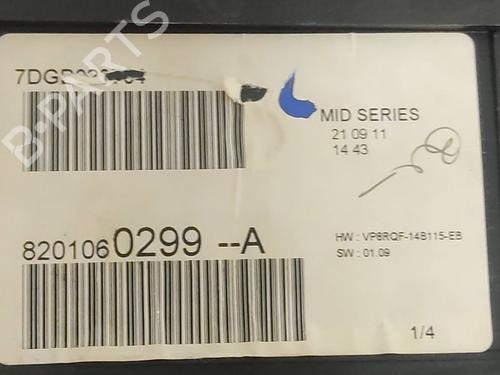 B-PARTS
MID SERIES
21 09 11
14 43
8201060299 --A
HW : VP8RQF-14B115-EB
SW : 01.09
1/4